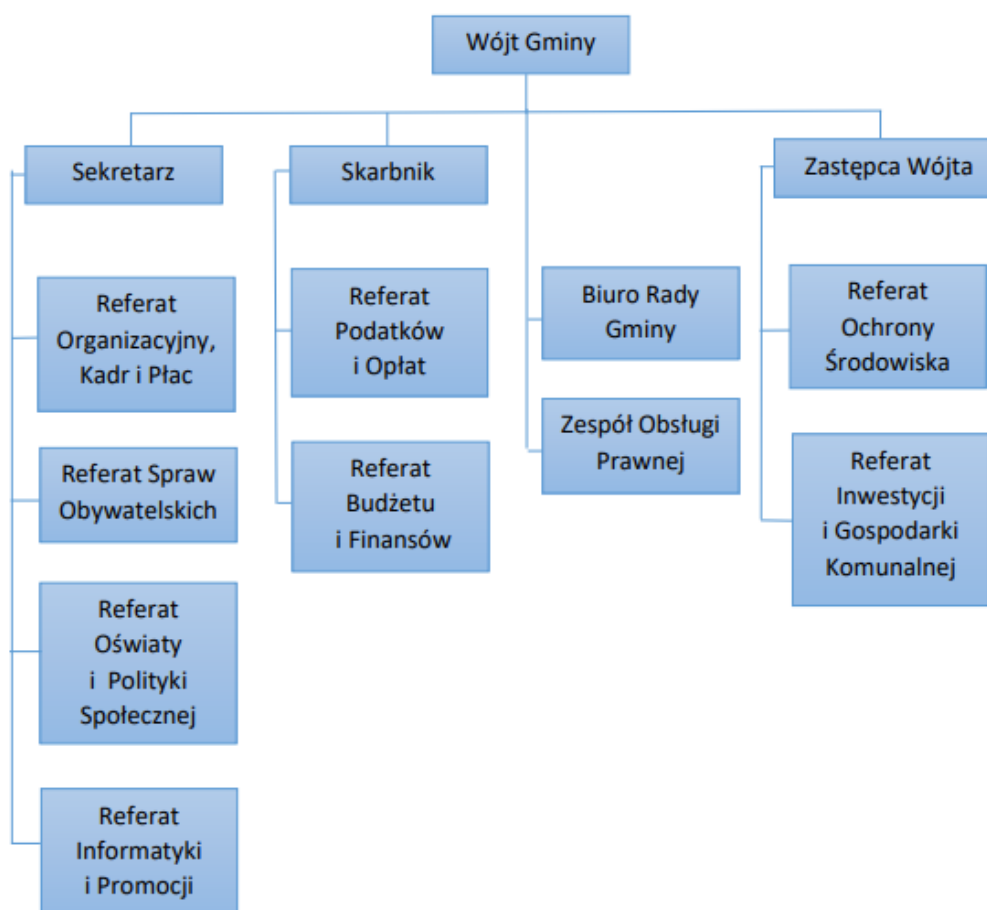 Wójt Gminy
Sekretarz
Skarbnik
Zastępca Wójta
Referat
Organizacyjny,
Kadr i Płac
Referat Spraw
Obywatelskich
Referat
Oświaty
i Polityki
Społecznej
Referat
Informatyki
i Promocji
Referat
Podatków
i Opłat
Referat
Budżetu
i Finansów
Biuro Rady
Gminy
Zespół Obsługi
Prawnej
Referat
Ochrony
Środowiska
Referat
Inwestycji
i Gospodarki
Komunalnej